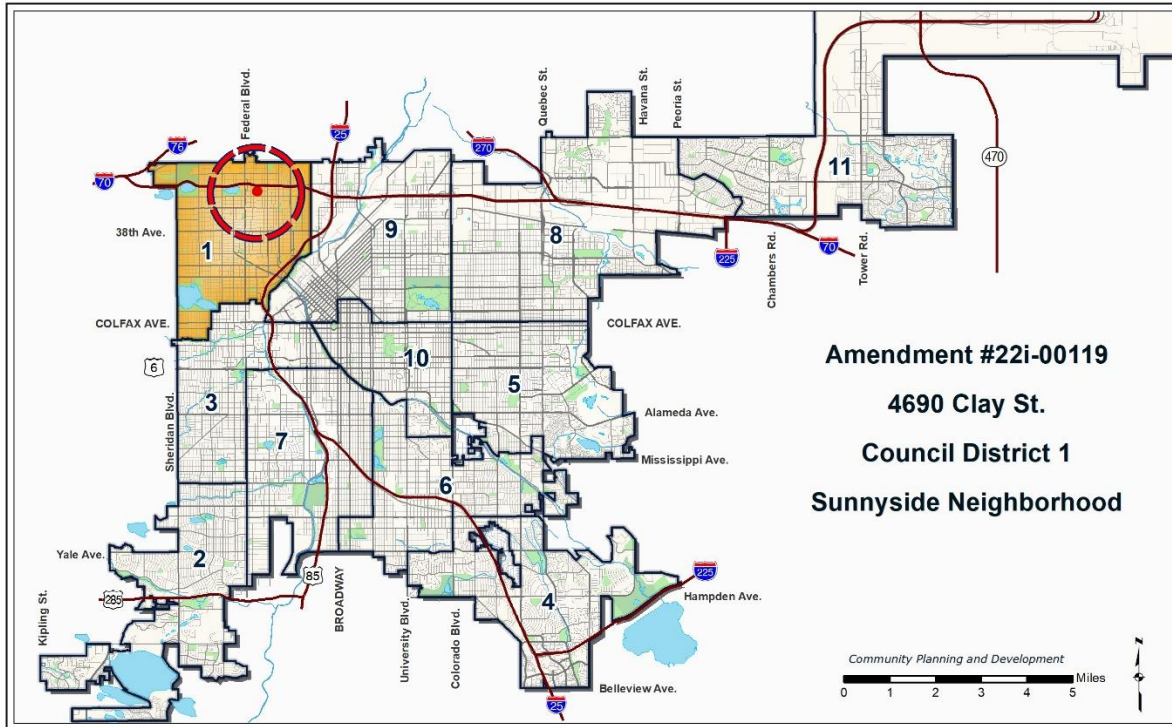 Federal Blvd.
Quebec St.
Havana St.
Peoria St.
76
25
270
70
11
470
38th Ave.
1
9
8
225
Chambers Rd.
70
Tower Rd.
COLFAX AVE.
COLFAX AVE.
6
10
5
3
Sheridan Blvd.
7
Alameda Ave.
Mississippi Ave.
6
Amendment #22i-00119
4690 Clay St.
Council District 1
Sunnyside Neighborhood
Yale Ave.
2
85
BROADWAY
285
University Blvd.
Colorado Blvd.
4
225
Hampden Ave.
Kipling St.
Belleview Ave.
25
Community Planning and Development
0 1 2 3 4 5 Miles